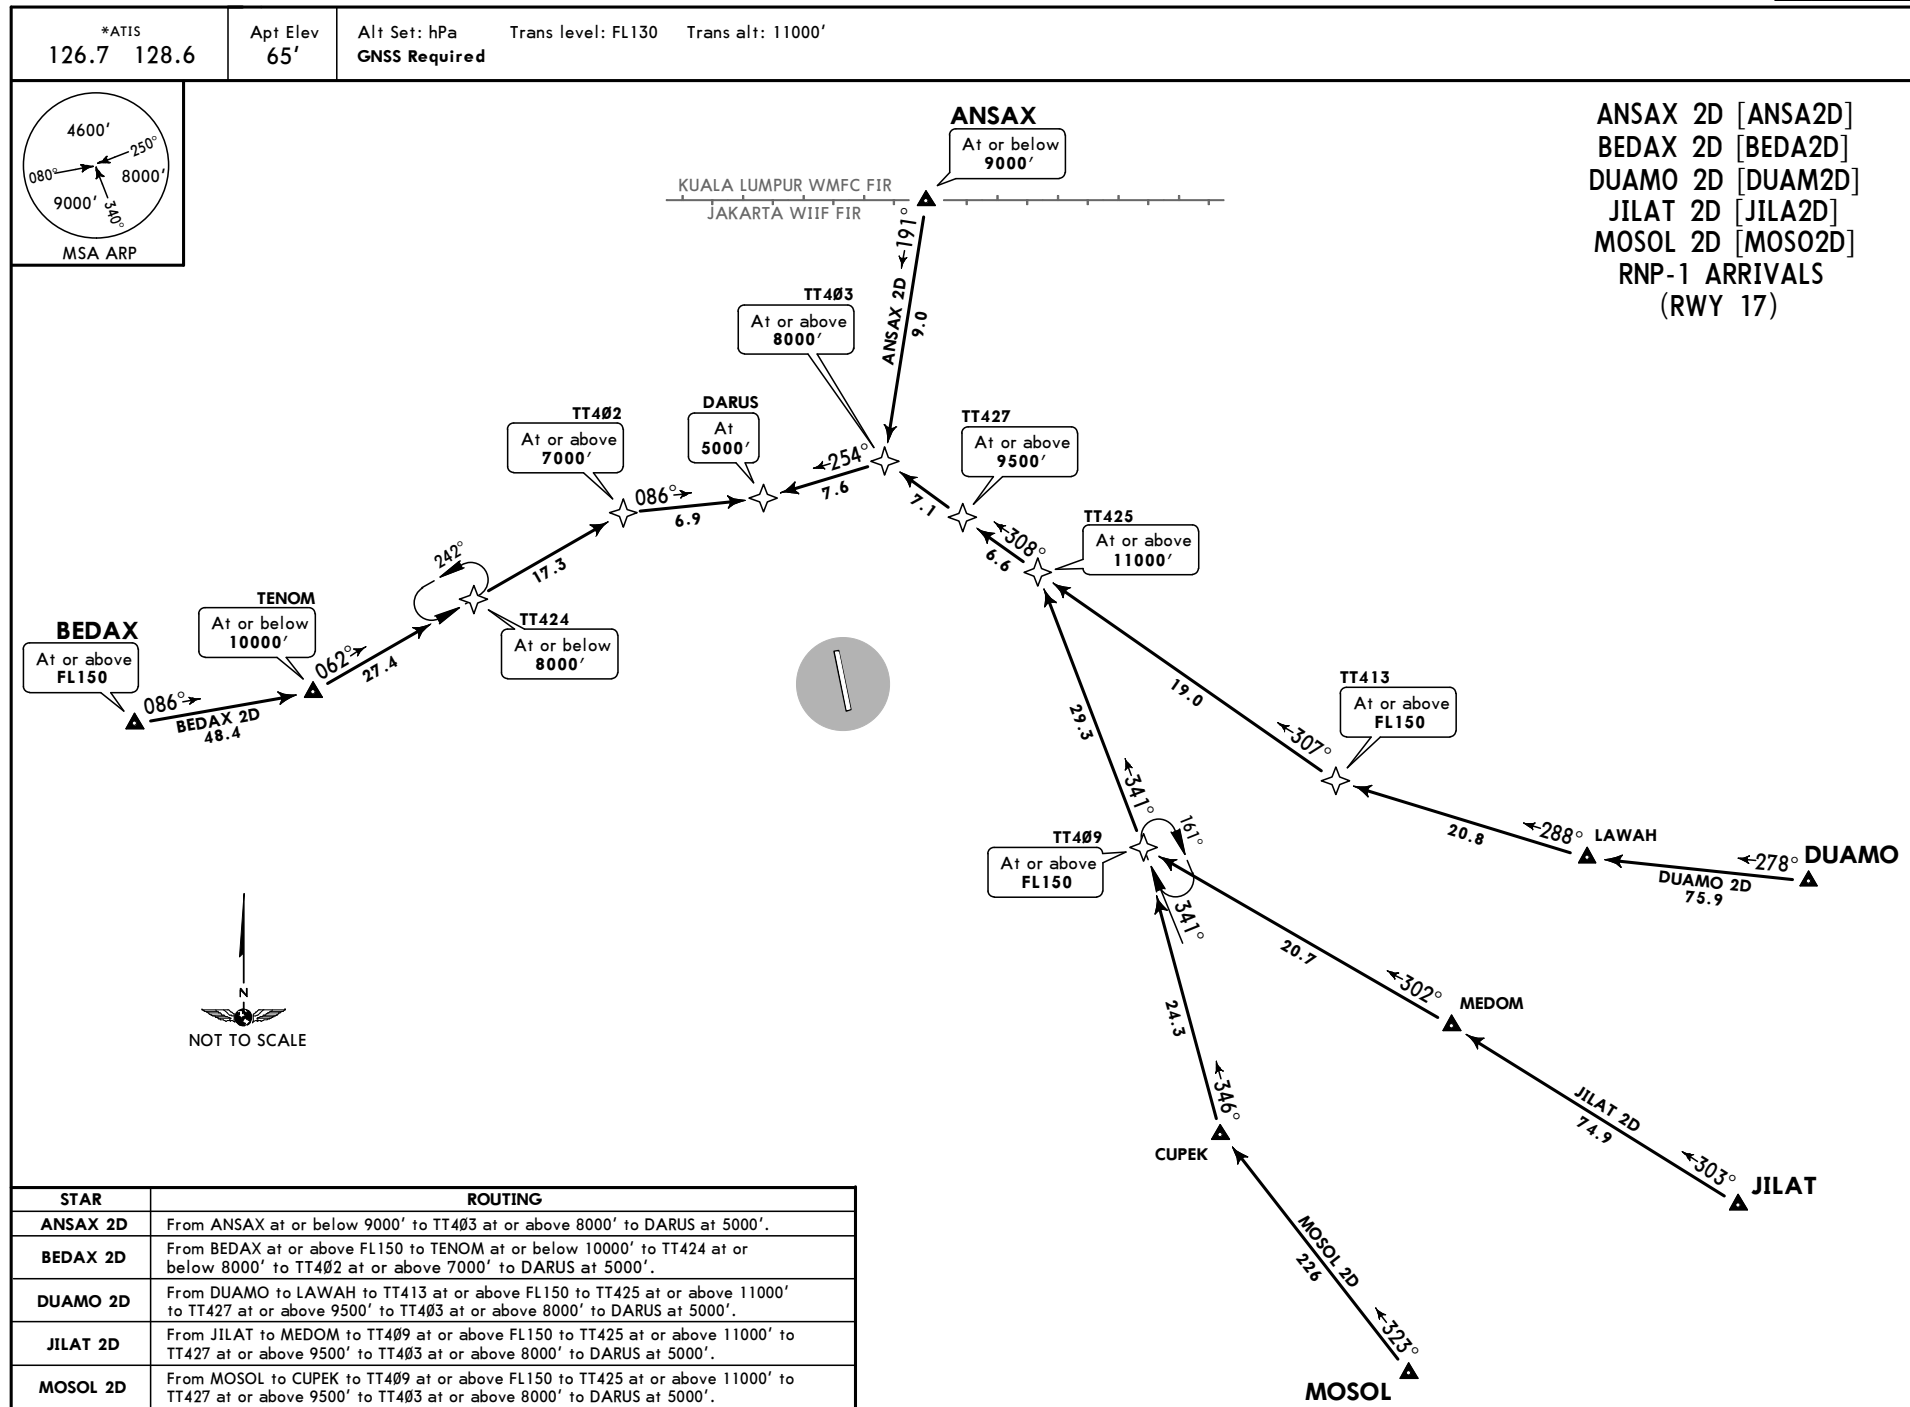 *ATIS
126.7 128.6
Apt Elev
65'
Alt Set: hPa Trans level: FL130 Trans alt: 11000'
GNSS Required
4600'
250°
080°
8000'
9000'
340°
MSA ARP
ANSAX 2D [ANSA2D]
BEDAX 2D [BEDA2D]
DUAMO 2D [DUAM2D]
JILAT 2D [JILA2D]
MOSOL 2D [MOSO2D]
RNP-1 ARRIVALS
(RWY 17)
ANSAX
At or below
9000'
KUALA LUMPUR WMFC FIR
JAKARTA WIIF FIR
191°
ANSAX 2D
9.0
TT4Ø3
At or above
8000'
DARUS
At
5000'
TT4Ø2
At or above
7000'
TT427
At or above
9500'
254°
7.6
086°
6.9
7.1
TT425
At or above
11000'
308°
6.6
242°
17.3
TENOM
At or below
10000'
TT424
At or below
8000'
BEDAX
At or above
FL150
062°
27.4
086°
BEDAX 2D
48.4
19.0
29.3
TT413
At or above
FL150
307°
341°
161°
TT4Ø9
At or above
FL150
341°
20.8
288°
LAWAH
278°
DUAMO
DUAMO 2D
75.9
20.7
302°
MEDOM
24.3
346°
CUPEK
JILAT 2D
74.9
303°
JILAT
MOSOL 2D
226
323°
MOSOL
N
NOT TO SCALE
STAR ROUTING
ANSAX 2D From ANSAX at or below 9000' to TT4Ø3 at or above 8000' to DARUS at 5000'.
BEDAX 2D From BEDAX at or above FL150 to TENOM at or below 10000' to TT424 at or
below 8000' to TT4Ø2 at or above 7000' to DARUS at 5000'.
DUAMO 2D From DUAMO to LAWAH to TT413 at or above FL150 to TT425 at or above 11000'
to TT427 at or above 9500' to TT4Ø3 at or above 8000' to DARUS at 5000'.
JILAT 2D From JILAT to MEDOM to TT4Ø9 at or above FL150 to TT425 at or above 11000' to
TT427 at or above 9500' to TT4Ø3 at or above 8000' to DARUS at 5000'.
MOSOL 2D From MOSOL to CUPEK to TT4Ø9 at or above FL150 to TT425 at or above 11000' to
TT427 at or above 9500' to TT4Ø3 at or above 8000' to DARUS at 5000'.